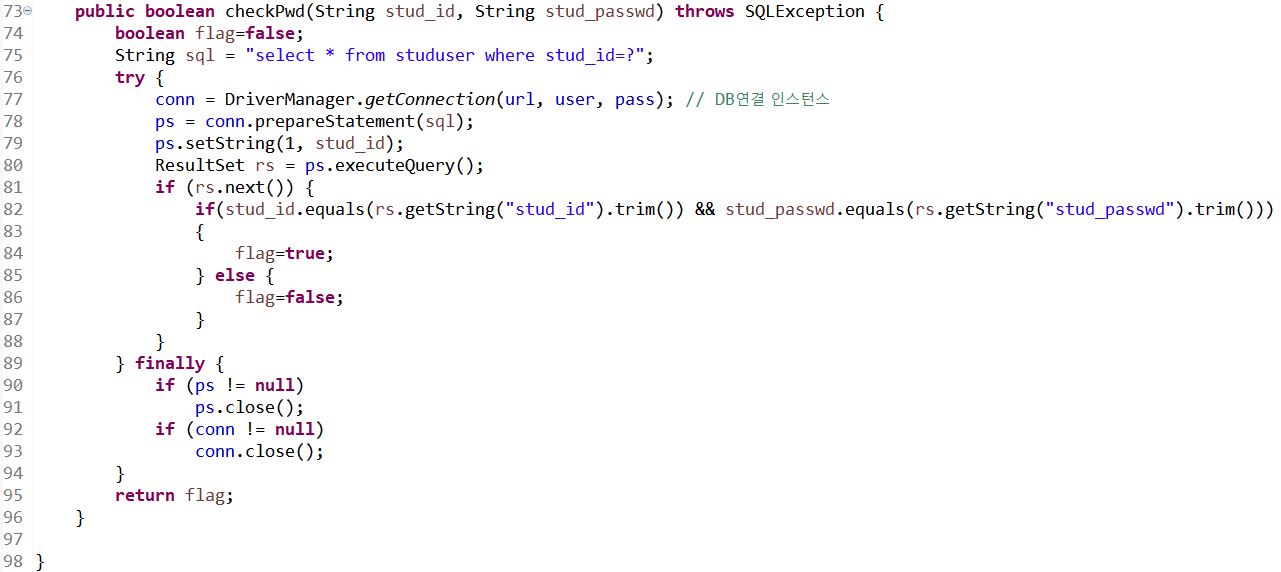 73 public boolean checkPwd(String stud_id, String stud_passwd) throws SQLException {
74 boolean flag=false;
75 String sql = "select * from studuser where stud_id=?";
76 try {
77 conn = DriverManager.getConnection(url, user, pass); // DB연결 인스턴스
78 ps = conn.prepareStatement(sql);
79 ps.setString(1, stud_id);
80 ResultSet rs = ps.executeQuery();
81 if (rs.next()) {
82 if(stud_id.equals(rs.getString("stud_id").trim()) && stud_passwd.equals(rs.getString("stud_passwd").trim()))
83 {
84 flag=true;
85 } else {
86 flag=false;
87 }
88 }
89 } finally {
90 if (ps != null)
91 ps.close();
92 if (conn != null)
93 conn.close();
94 }
95 return flag;
96 }
97
98 }